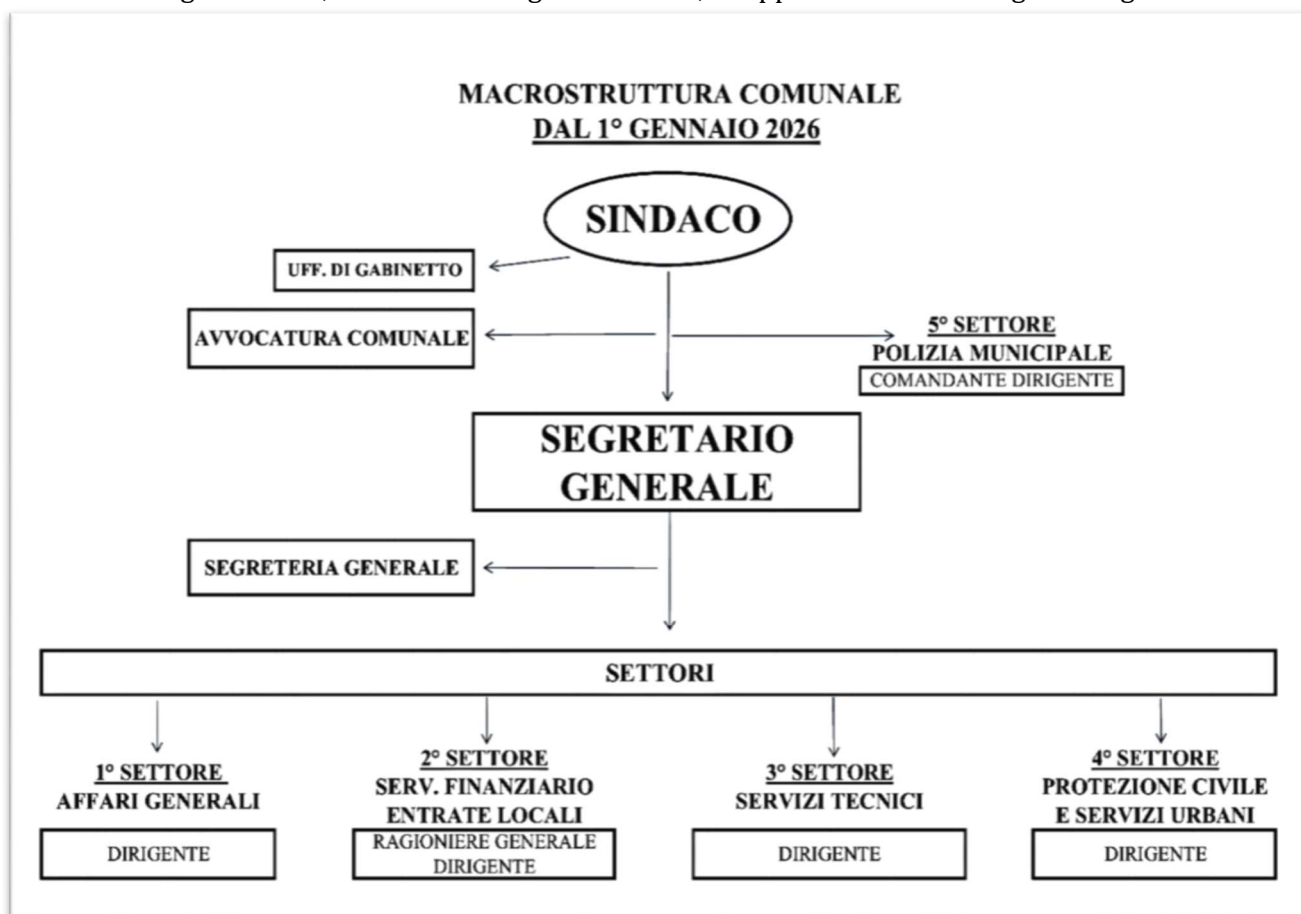 MACROSTRUTTURA COMUNALE
DAL 1° GENNAIO 2026
SINDACO
UFF. DI GABINETTO
AVVOCATURA COMUNALE
5° SETTORE
POLIZIA MUNICIPALE
COMANDANTE DIRIGENTE
SEGRETARIO
GENERALE
SEGRETERIA GENERALE
SETTORI
1° SETTORE
AFFARI GENERALI
DIRIGENTE
2° SETTORE
SERV. FINANZIARIO
ENTRATE LOCALI
RAGIONIERE GENERALE
DIRIGENTE
3° SETTORE
SERVIZI TECNICI
DIRIGENTE
4° SETTORE
PROTEZIONE CIVILE
E SERVIZI URBANI
DIRIGENTE